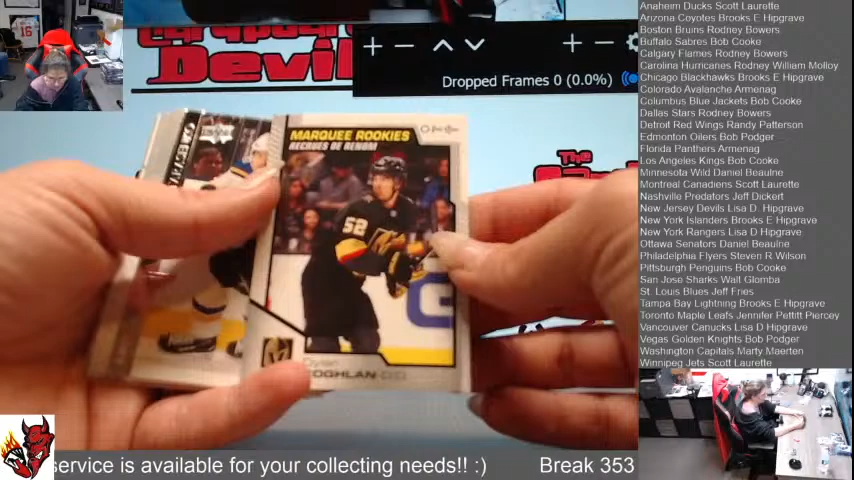 Cardboard
Devils
Dropped Frames 0 (0.0%)
MARQUEE ROOKIES
RECRUES DE RENOM
52
Dylan
COGHLAN
The
16
service is available for your collecting needs!! :)
Break 353
Anaheim Ducks Scott Laurette
Arizona Coyotes Brooks E Hipgrave
Boston Bruins Rodney Bowers
Buffalo Sabres Bob Cooke
Calgary Flames Rodney Bowers
Carolina Hurricanes Rodney William Molloy
Chicago Blackhawks Brooks E Hipgrave
Colorado Avalanche Armenag
Columbus Blue Jackets Bob Cooke
Dallas Stars Rodney Bowers
Detroit Red Wings Randy Patterson
Edmonton Oilers Bob Podger
Florida Panthers Armenag
Los Angeles Kings Bob Cooke
Minnesota Wild Daniel Beaulne
Montreal Canadiens Scott Laurette
Nashville Predators Jeff Dickert
New Jersey Devils Lisa D. Hipgrave
New York Islanders Brooks E Hipgrave
New York Rangers Lisa D Hipgrave
Ottawa Senators Daniel Beaulne
Philadelphia Flyers Steven R Wilson
Pittsburgh Penguins Bob Cooke
San Jose Sharks Walt Glomba
St. Louis Blues Jeff Fries
Tampa Bay Lightning Brooks E Hipgrave
Toronto Maple Leafs Jennifer Pettitt Piercey
Vancouver Canucks Lisa D Hipgrave
Vegas Golden Knights Bob Podger
Washington Capitals Marty Maerten
Winnipeg Jets Scott Laurette